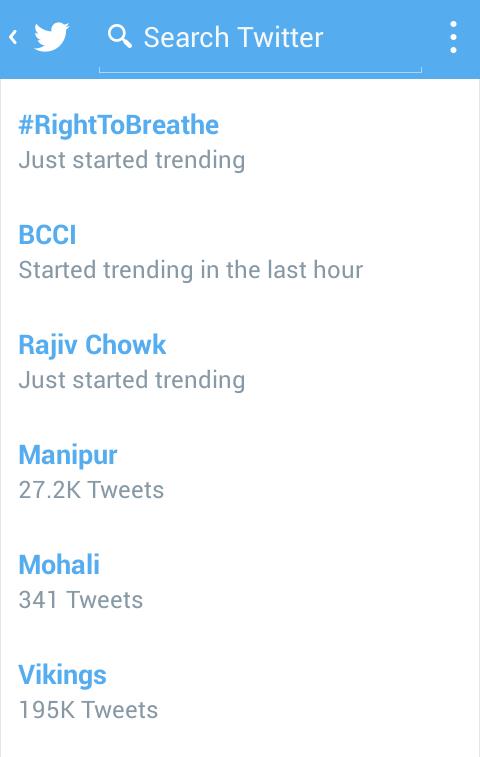 Search Twitter
#RightToBreathe
Just started trending
BCCI
Started trending in the last hour
Rajiv Chowk
Just started trending
Manipur
27.2K Tweets
Mohali
341 Tweets
Vikings
195K Tweets